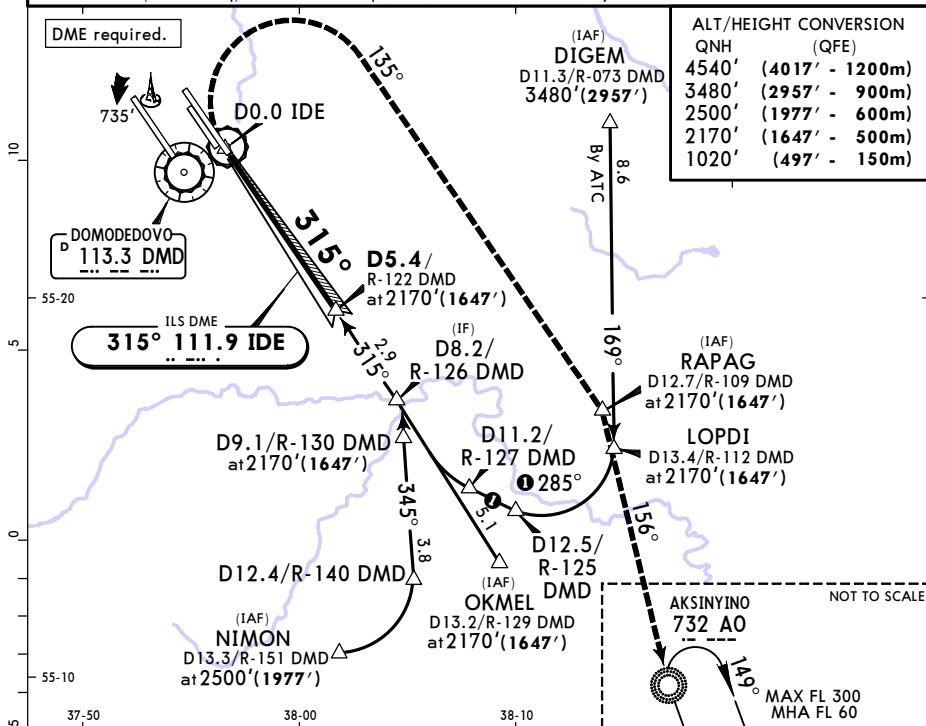 DME required.
ALT/HEIGHT CONVERSION
QNH (QFE)
4540' (4017' - 1200m)
3480' (2957' - 900m)
2500' (1977' - 600m)
2170' (1647' - 500m)
1020' (497' - 150m)
(IAF)
DIGEM
D11.3/R-073 DMD
3480'(2957')
135°
735'
D0.0 IDE
10
8.6
By ATC
DOMODEDOVO
D 113.3 DMD
315°
D5.4/
R-122 DMD
at 2170'(1647')
55-20
ILS DME
315° 111.9 IDE
5
2.9
315°
(IF)
D8.2/
R-126 DMD
169°
(IAF)
RAPAG
D12.7/R-109 DMD
at 2170'(1647')
D9.1/R-130 DMD
at 2170'(1647')
D11.2/
R-127 DMD
1 285°
LOPDI
D13.4/R-112 DMD
at 2170'(1647')
345°
3.8
1
5.1
156°
0
D12.4/R-140 DMD
D12.5/
R-125
DMD
(IAF)
OKMEL
D13.2/R-129 DMD
at 2170'(1647')
(IAF)
NIMON
D13.3/R-151 DMD
at 2500'(1977')
NOT TO SCALE
AKSINYINO
732 AO
149°
MAX FL 300
MHA FL 60
55-10
5
37-50
38-00
38-10